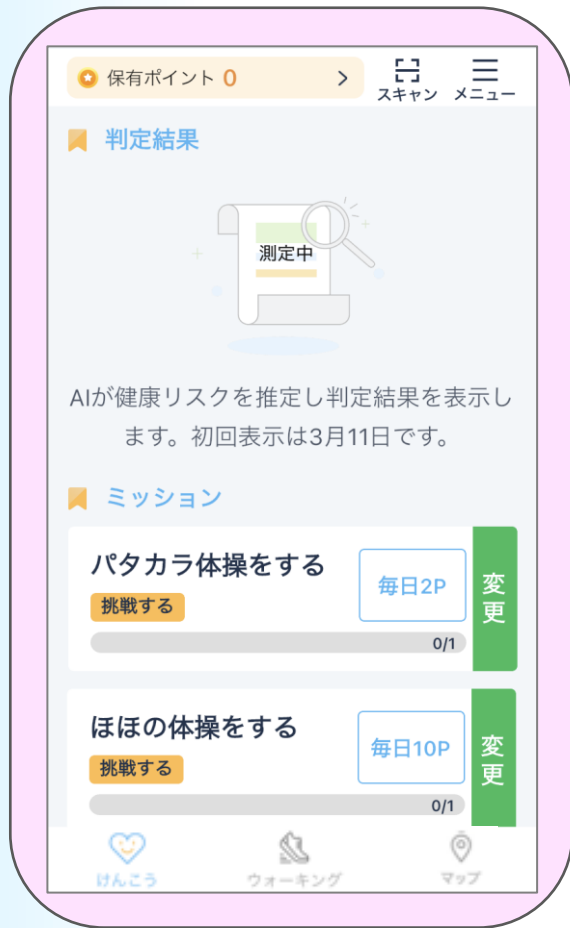 保有ポイント 0
スキャン
メニュー
判定結果
測定中
AIが健康リスクを推定し判定結果を表示し
ます。初回表示は3月11日です。
ミッション
パタカラ体操をする
挑戦する
毎日2P
変更
0/1
ほほの体操をする
挑戦する
毎日10P
変更
0/1
けんこう
ウォーキング
マップ